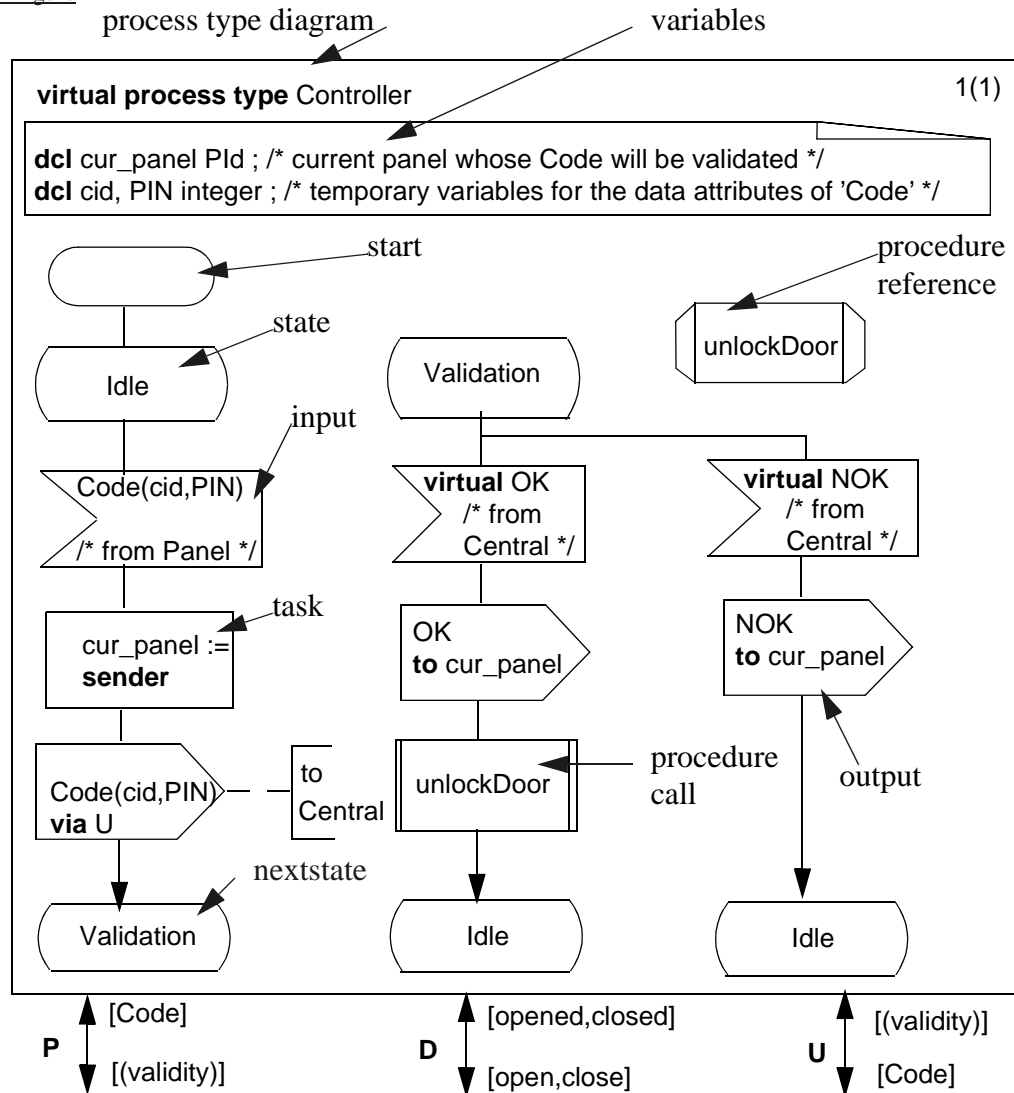 process type diagram
variables
virtual process type Controller
1(1)
dcl cur_panel PId ; /* current panel whose Code will be validated */
dcl cid, PIN integer ; /* temporary variables for the data attributes of ’Code’ */
start
procedure
reference
state
unlockDoor
Idle
Validation
input
Code(cid,PIN)
/* from Panel */
virtual OK
/* from
Central */
virtual NOK
/* from
Central */
task
cur_panel :=
sender
OK
to cur_panel
NOK
to cur_panel
Code(cid,PIN)
via U
to
Central
unlockDoor
procedure
call
output
nextstate
Validation
Idle
Idle
P
[Code]
[(validity)]
D
[opened,closed]
[open,close]
U
[(validity)]
[Code]